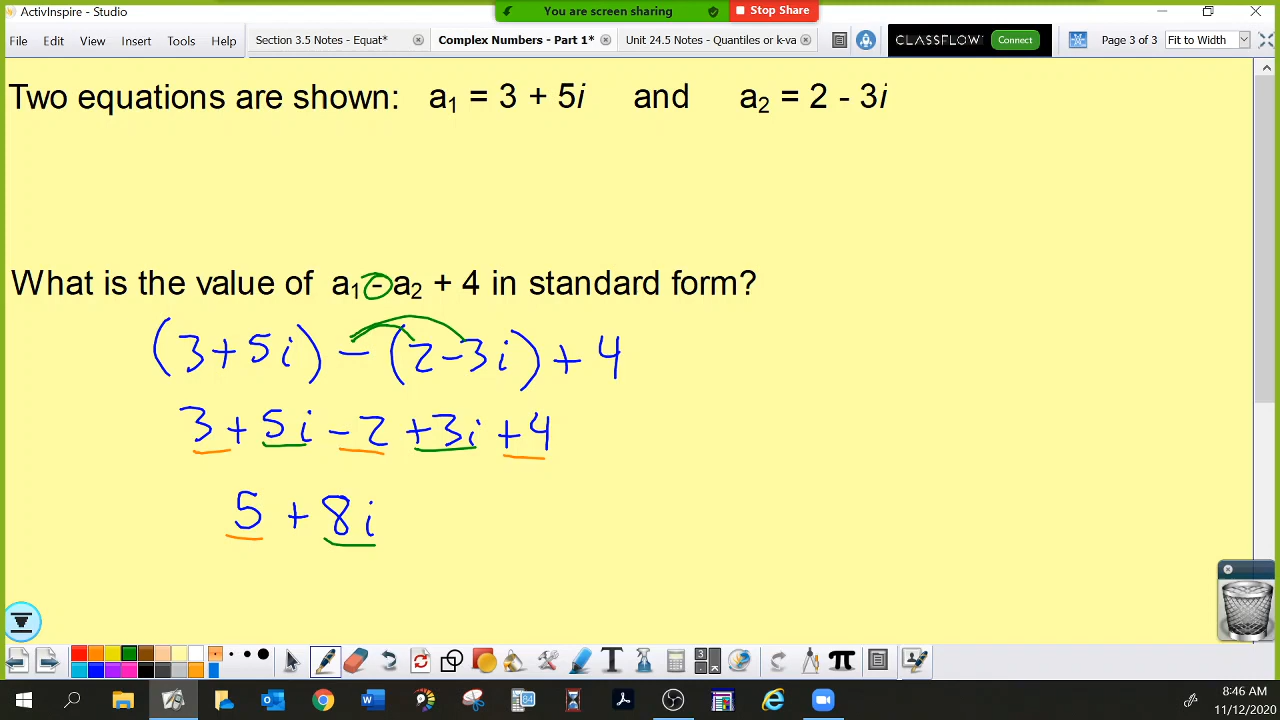 ActivInspire - Studio
You are screen sharing Stop Share
File Edit View Insert Tools Help Section 3.5 Notes - Equat* Complex Numbers - Part 1* Unit 24.5 Notes - Quantiles or k-va CLASSFLOW Connect Page 3 of 3 Fit to Width
Two equations are shown: a₁ = 3 + 5i and a₂ = 2 - 3i
What is the value of a₁ - a₂ + 4 in standard form?
(3+5i) - (2-3i) + 4
3 + 5i - 2 + 3i + 4
5 + 8i
8:46 AM
11/12/2020